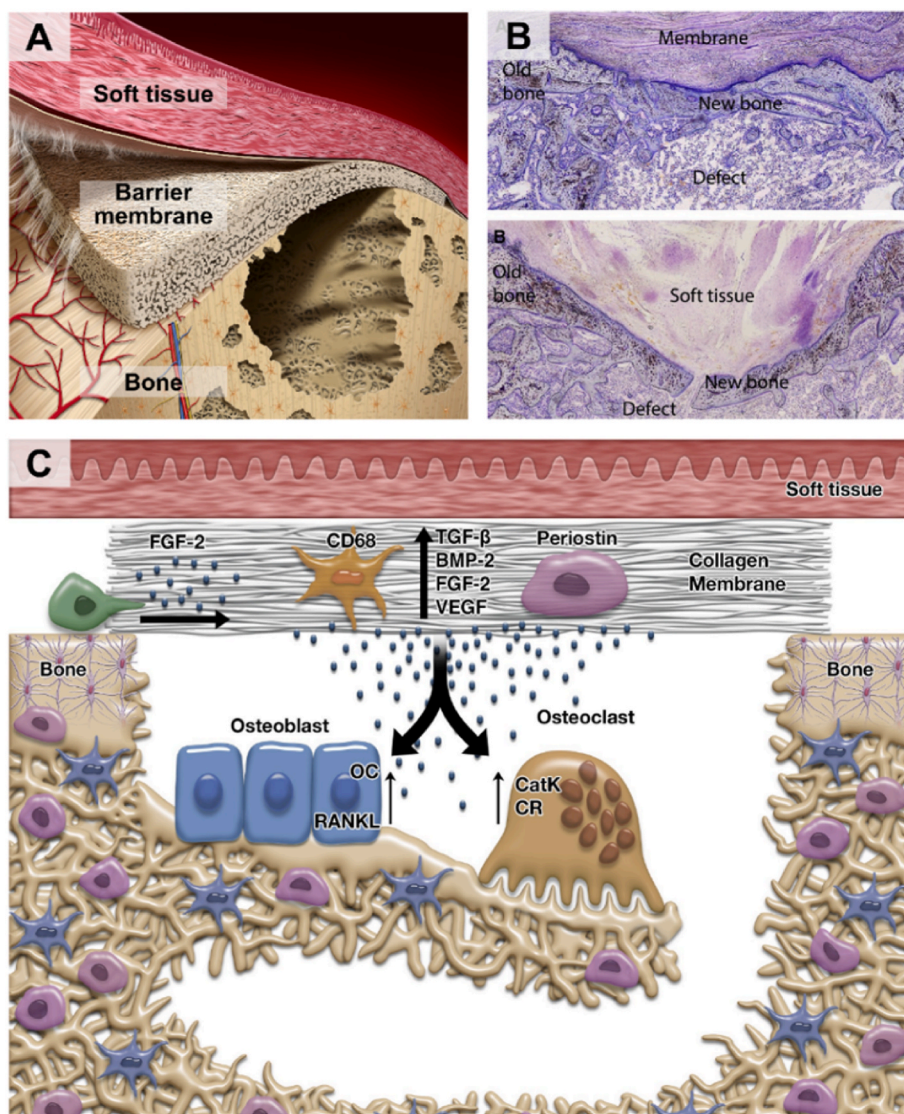 A
Soft tissue
Barrier
membrane
Bone
B
Membrane
Old
bone
New bone
Defect
B
Old
bone
Soft tissue
New bone
Defect
C
Soft tissue
FGF-2
CD68
TGF-β
BMP-2
FGF-2
VEGF
Periostin
Collagen
Membrane
Bone
Bone
Osteoblast
Osteoclast
OC
RANKL
CatK
CR